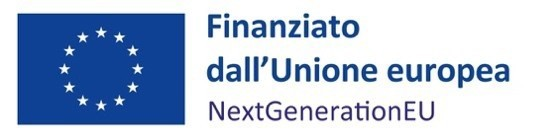 Finanziato
dall’Unione europea
NextGenerationEU